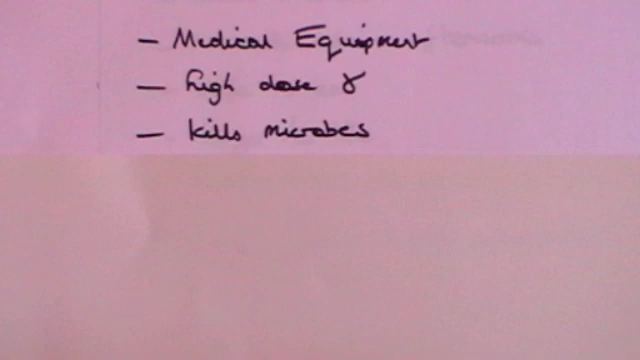 - Medical Equipment
- high dose γ
- kills microbes